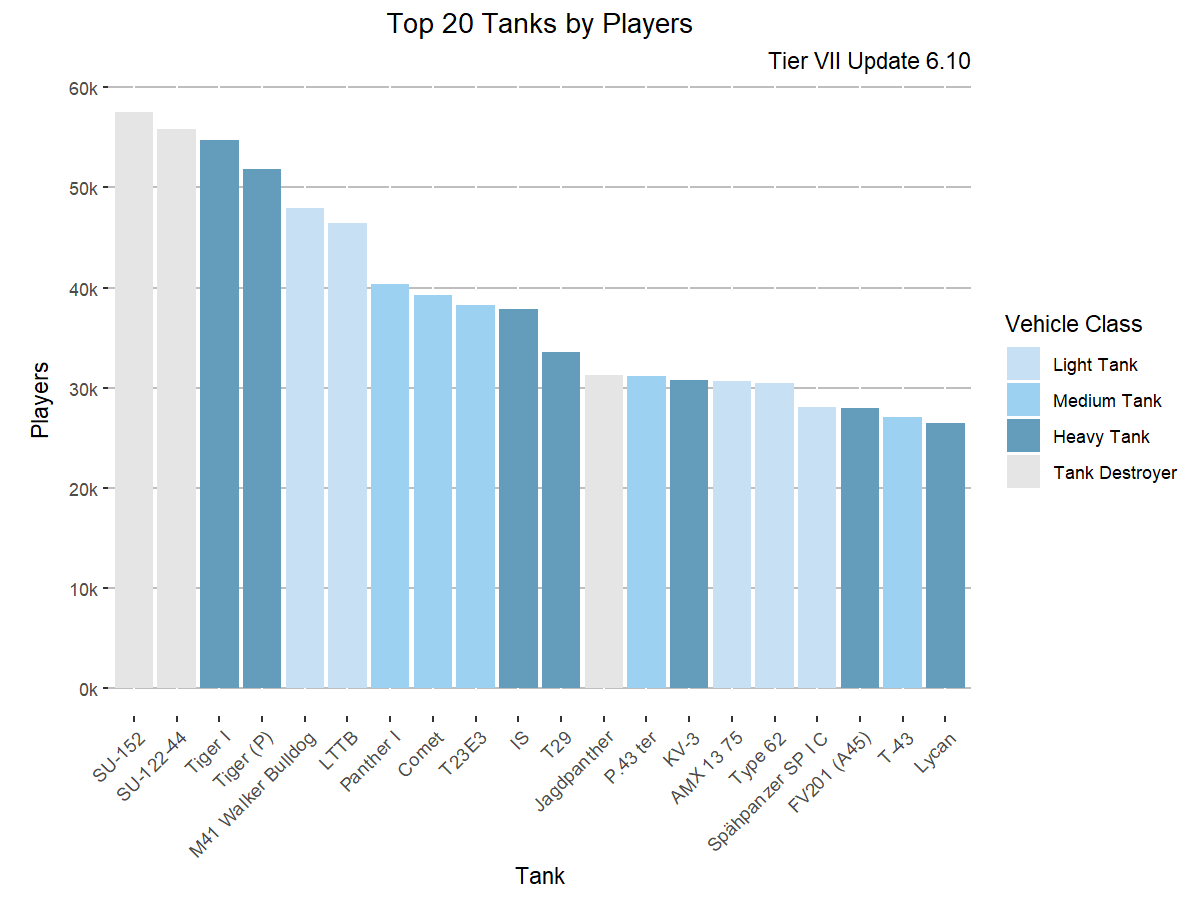 Top 20 Tanks by Players
Tier VII Update 6.10
60k
50k
40k
30k
20k
10k
0k
Players
SU-152
SU-122-44
Tiger I
Tiger (P)
M41 Walker Bulldog
LTTB
Panther I
Comet
T23E3
IS
T29
Jagdpanther
P.43 ter
KV-3
AMX 13 75
Type 62
Spähpanzer SP I C
FV201 (A45)
T-43
Lycan
Tank
Vehicle Class
Light Tank
Medium Tank
Heavy Tank
Tank Destroyer